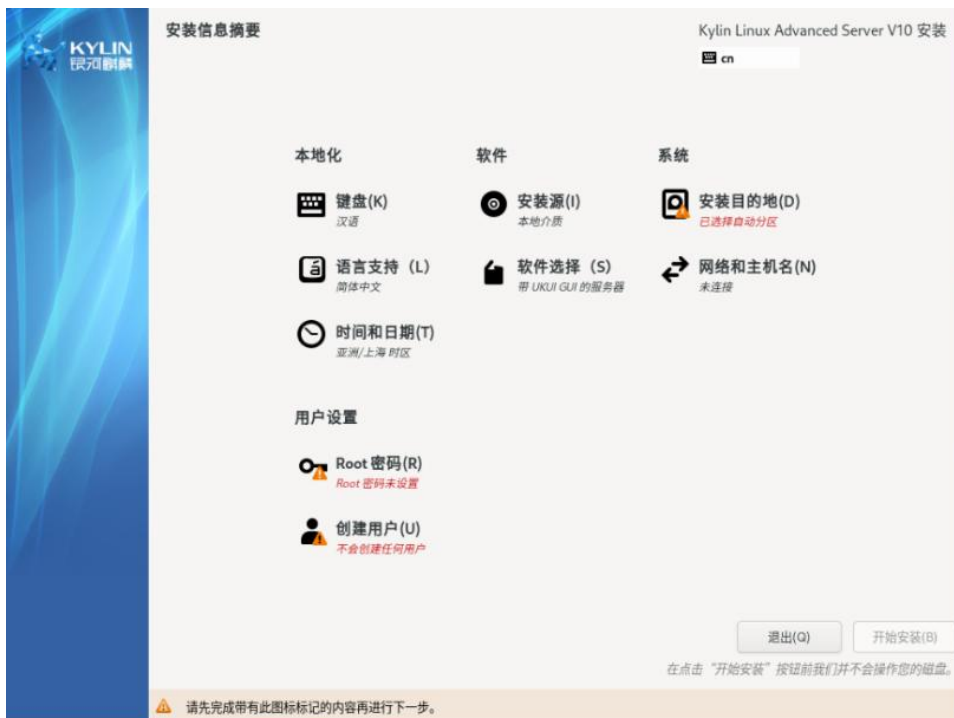 KYLIN
银河麒麟
安装信息摘要
Kylin Linux Advanced Server V10 安装
cn
本地化
软件
系统
键盘(K)
汉语
安装源(I)
本地介质
安装目的地(D)
已选择自动分区
语言支持（L）
简体中文
软件选择（S）
带 UKUI GUI 的服务器
网络和主机名(N)
未连接
时间和日期(T)
亚洲/上海 时区
用户设置
Root 密码(R)
Root 密码未设置
创建用户(U)
不会创建任何用户
退出(Q)
开始安装(B)
在点击“开始安装”按钮前我们并不会操作您的磁盘。
请先完成带有此图标标记的内容再进行下一步。